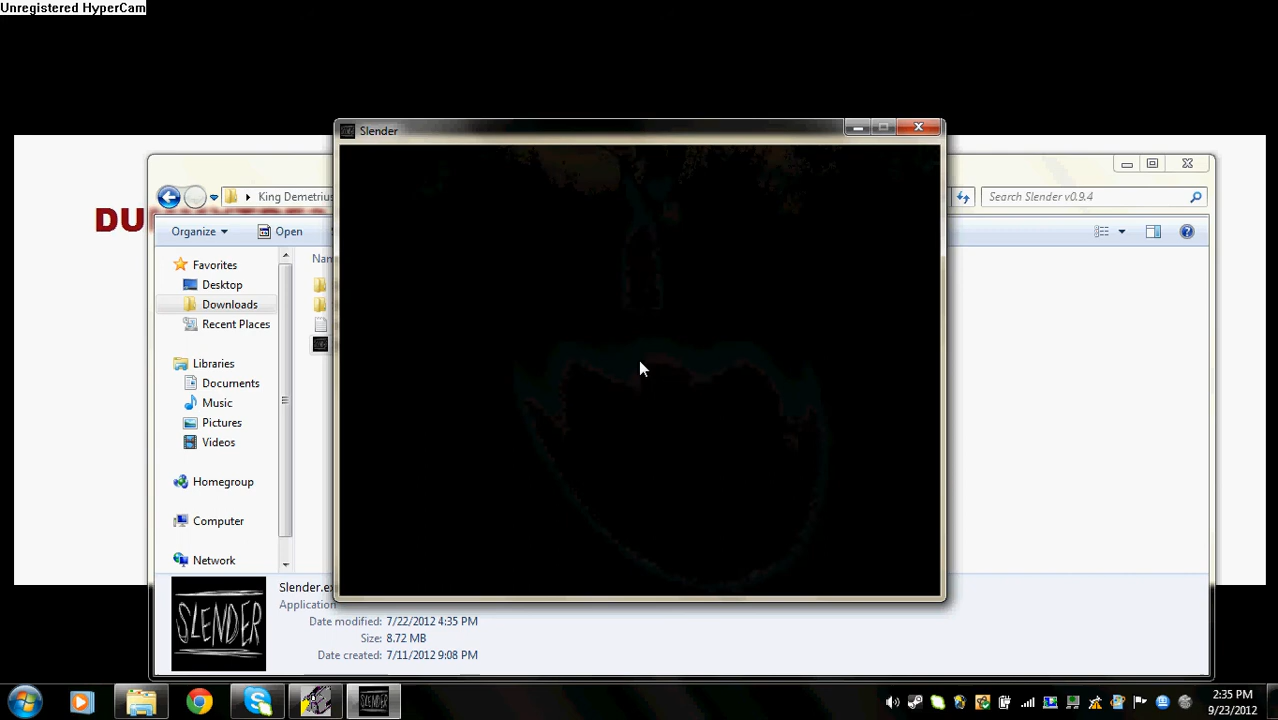 Unregistered HyperCam
Slender
King Demetrius
Search Slender v0.9.4
DU
Organize
Open
Nan
Favorites
Desktop
Downloads
Recent Places
Libraries
Documents
Music
Pictures
Videos
Homegroup
Computer
Network
SLENDER
Slender.ex
Application
Date modified: 7/22/2012 4:35 PM
Size: 8.72 MB
Date created: 7/11/2012 9:08 PM
2:35 PM
9/23/2012